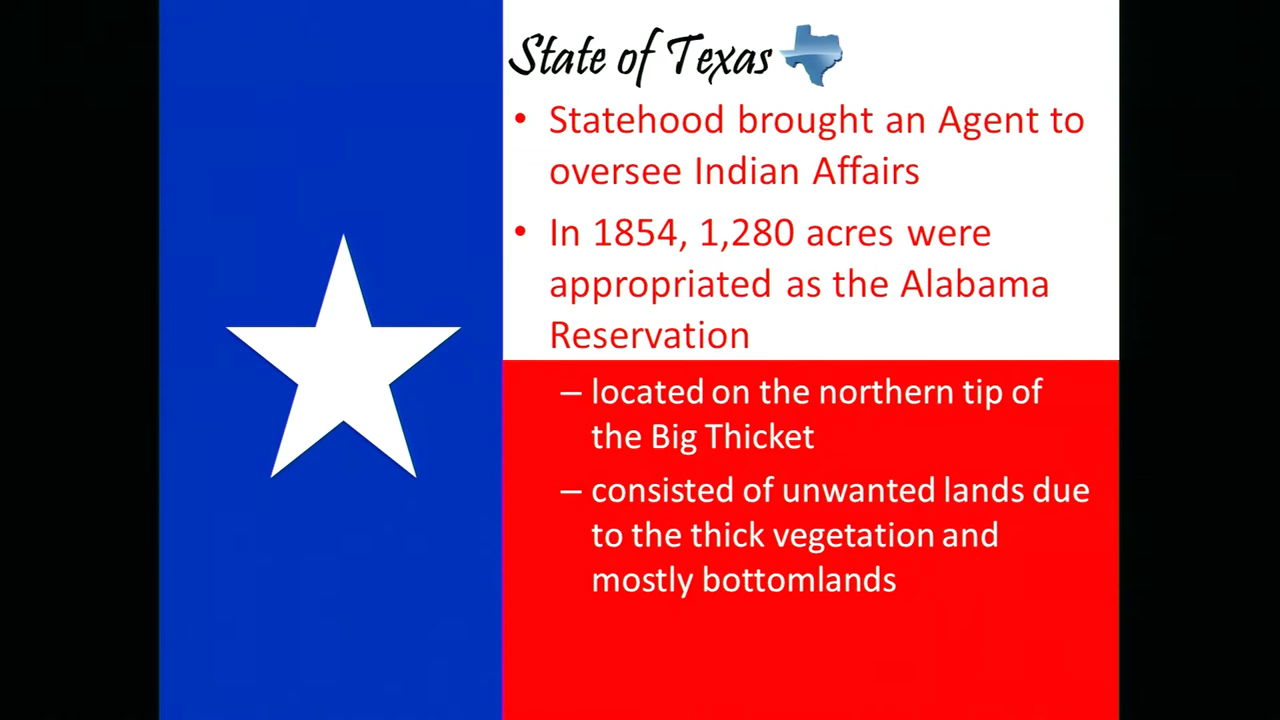 State of Texas
• Statehood brought an Agent to
oversee Indian Affairs
• In 1854, 1,280 acres were
appropriated as the Alabama
Reservation
– located on the northern tip of
the Big Thicket
– consisted of unwanted lands due
to the thick vegetation and
mostly bottomlands